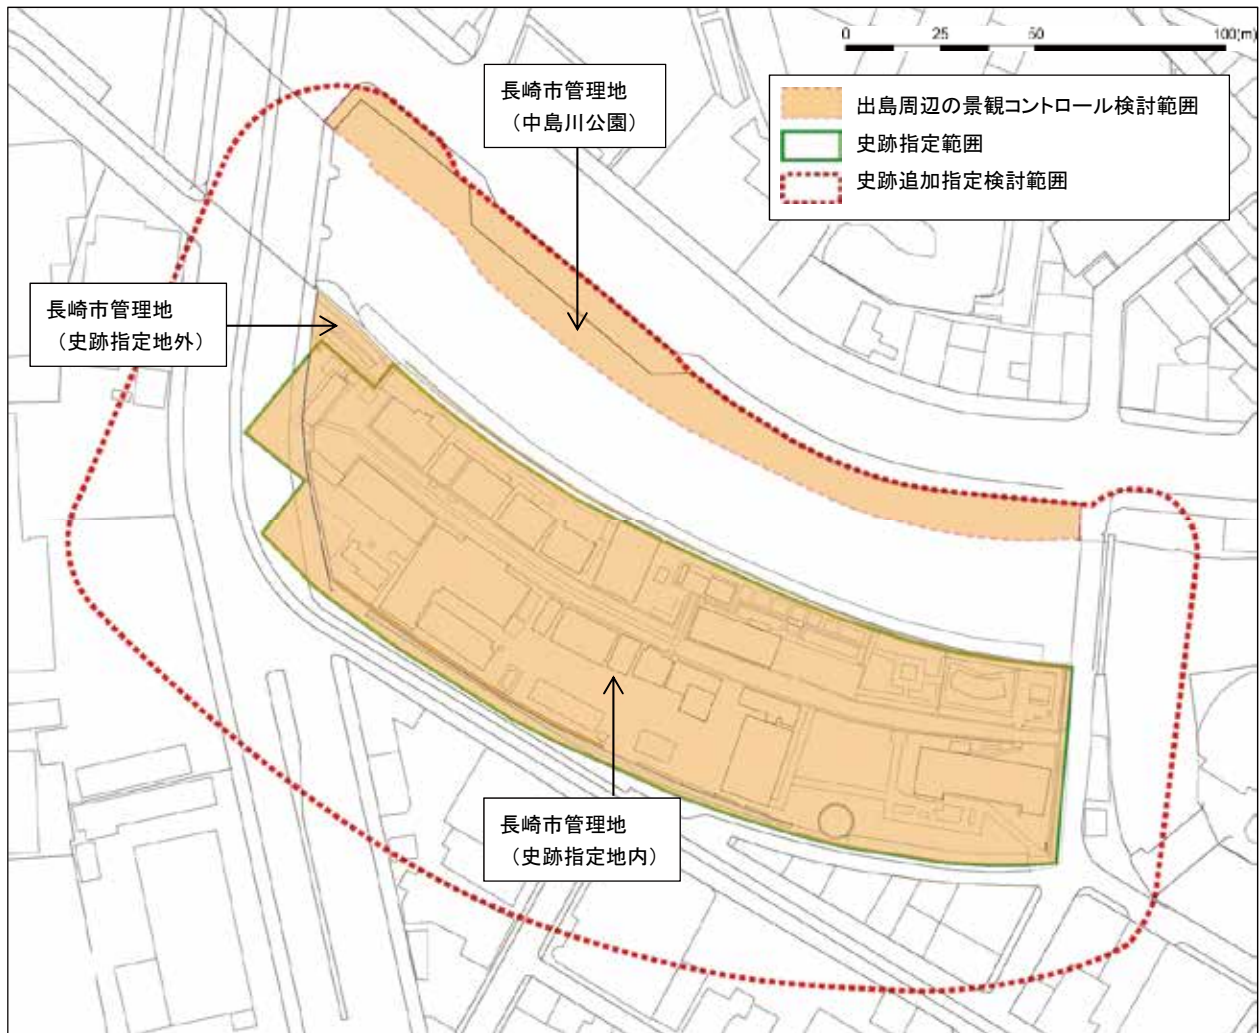 0 25 50 100(m)
出島周辺の景観コントロール検討範囲
史跡指定範囲
史跡追加指定検討範囲
長崎市管理地
（中島川公園）
長崎市管理地
（史跡指定地外）
長崎市管理地
（史跡指定地内）